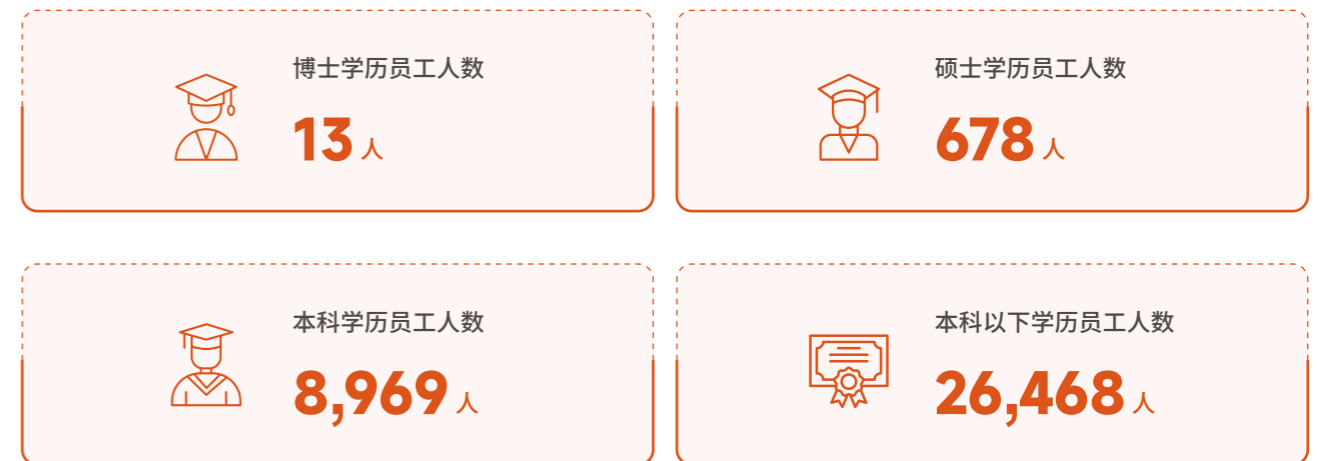 博士学历员工人数
13 人
硕士学历员工人数
678 人
本科学历员工人数
8,969 人
本科以下学历员工人数
26,468 人